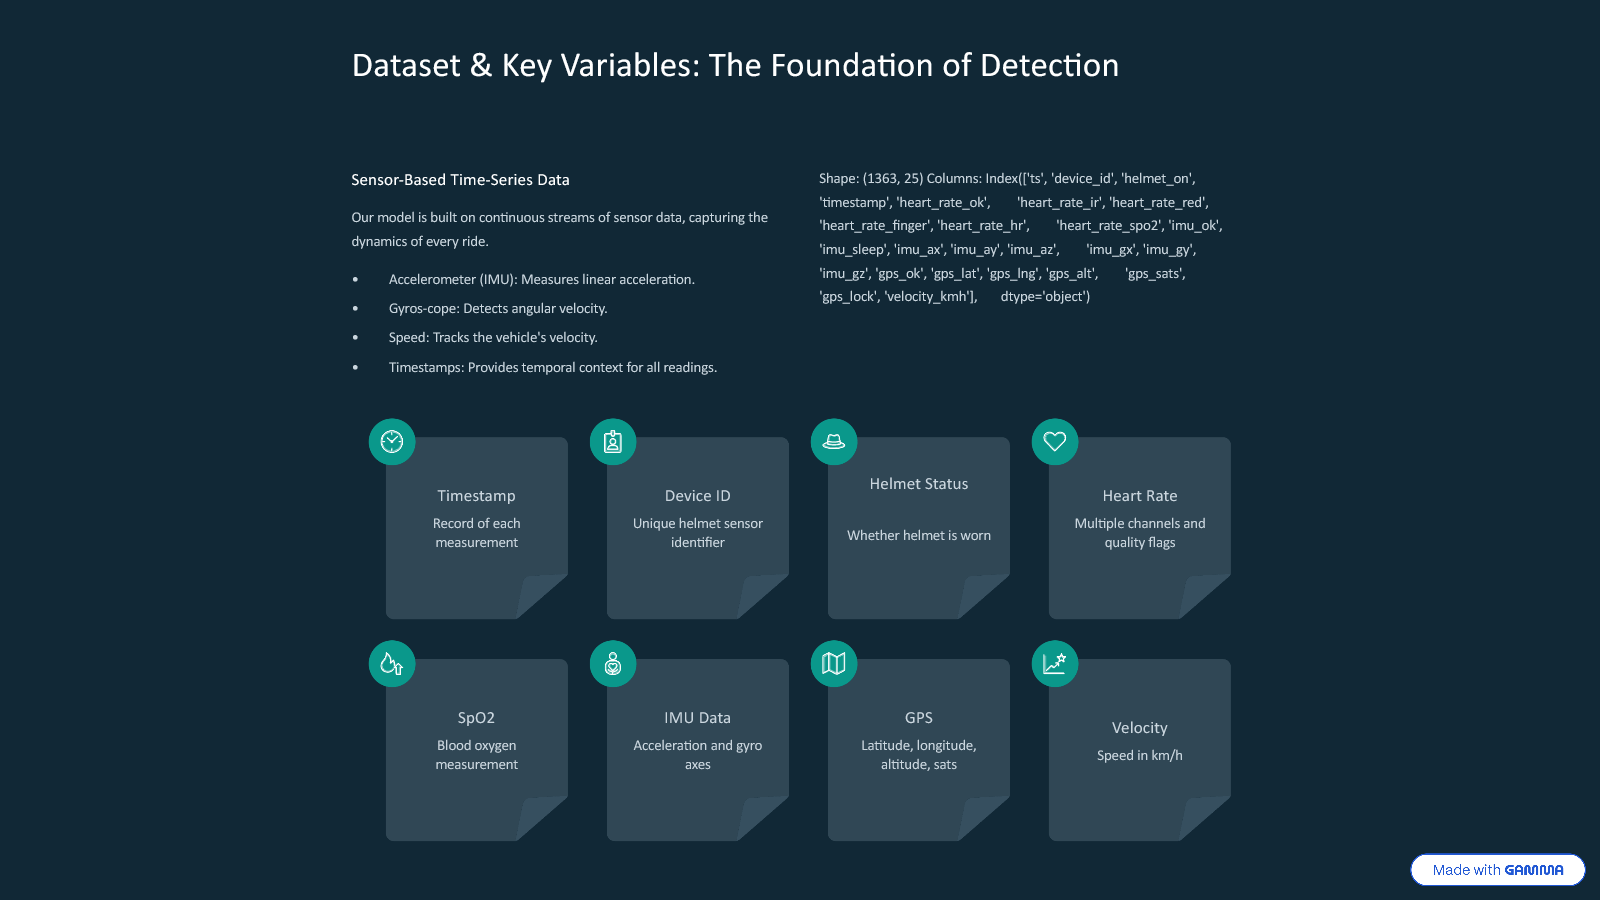 Dataset & Key Variables: The Foundation of Detection
Sensor-Based Time-Series Data
Our model is built on continuous streams of sensor data, capturing the
dynamics of every ride.
• Accelerometer (IMU): Measures linear acceleration.
• Gyros-cope: Detects angular velocity.
• Speed: Tracks the vehicle's velocity.
• Timestamps: Provides temporal context for all readings.
Shape: (1363, 25) Columns: Index(['ts', 'device_id', 'helmet_on',
'timestamp', 'heart_rate_ok', 'heart_rate_ir', 'heart_rate_red',
'heart_rate_finger', 'heart_rate_hr', 'heart_rate_spo2', 'imu_ok',
'imu_sleep', 'imu_ax', 'imu_ay', 'imu_az', 'imu_gx', 'imu_gy',
'imu_gz', 'gps_ok', 'gps_lat', 'gps_lng', 'gps_alt', 'gps_sats',
'gps_lock', 'velocity_kmh'], dtype='object')
Timestamp
Record of each
measurement
Device ID
Unique helmet sensor
identifier
Helmet Status
Whether helmet is worn
Heart Rate
Multiple channels and
quality flags
SpO2
Blood oxygen
measurement
IMU Data
Acceleration and gyro
axes
GPS
Latitude, longitude,
altitude, sats
Velocity
Speed in km/h
Made with GAMMA